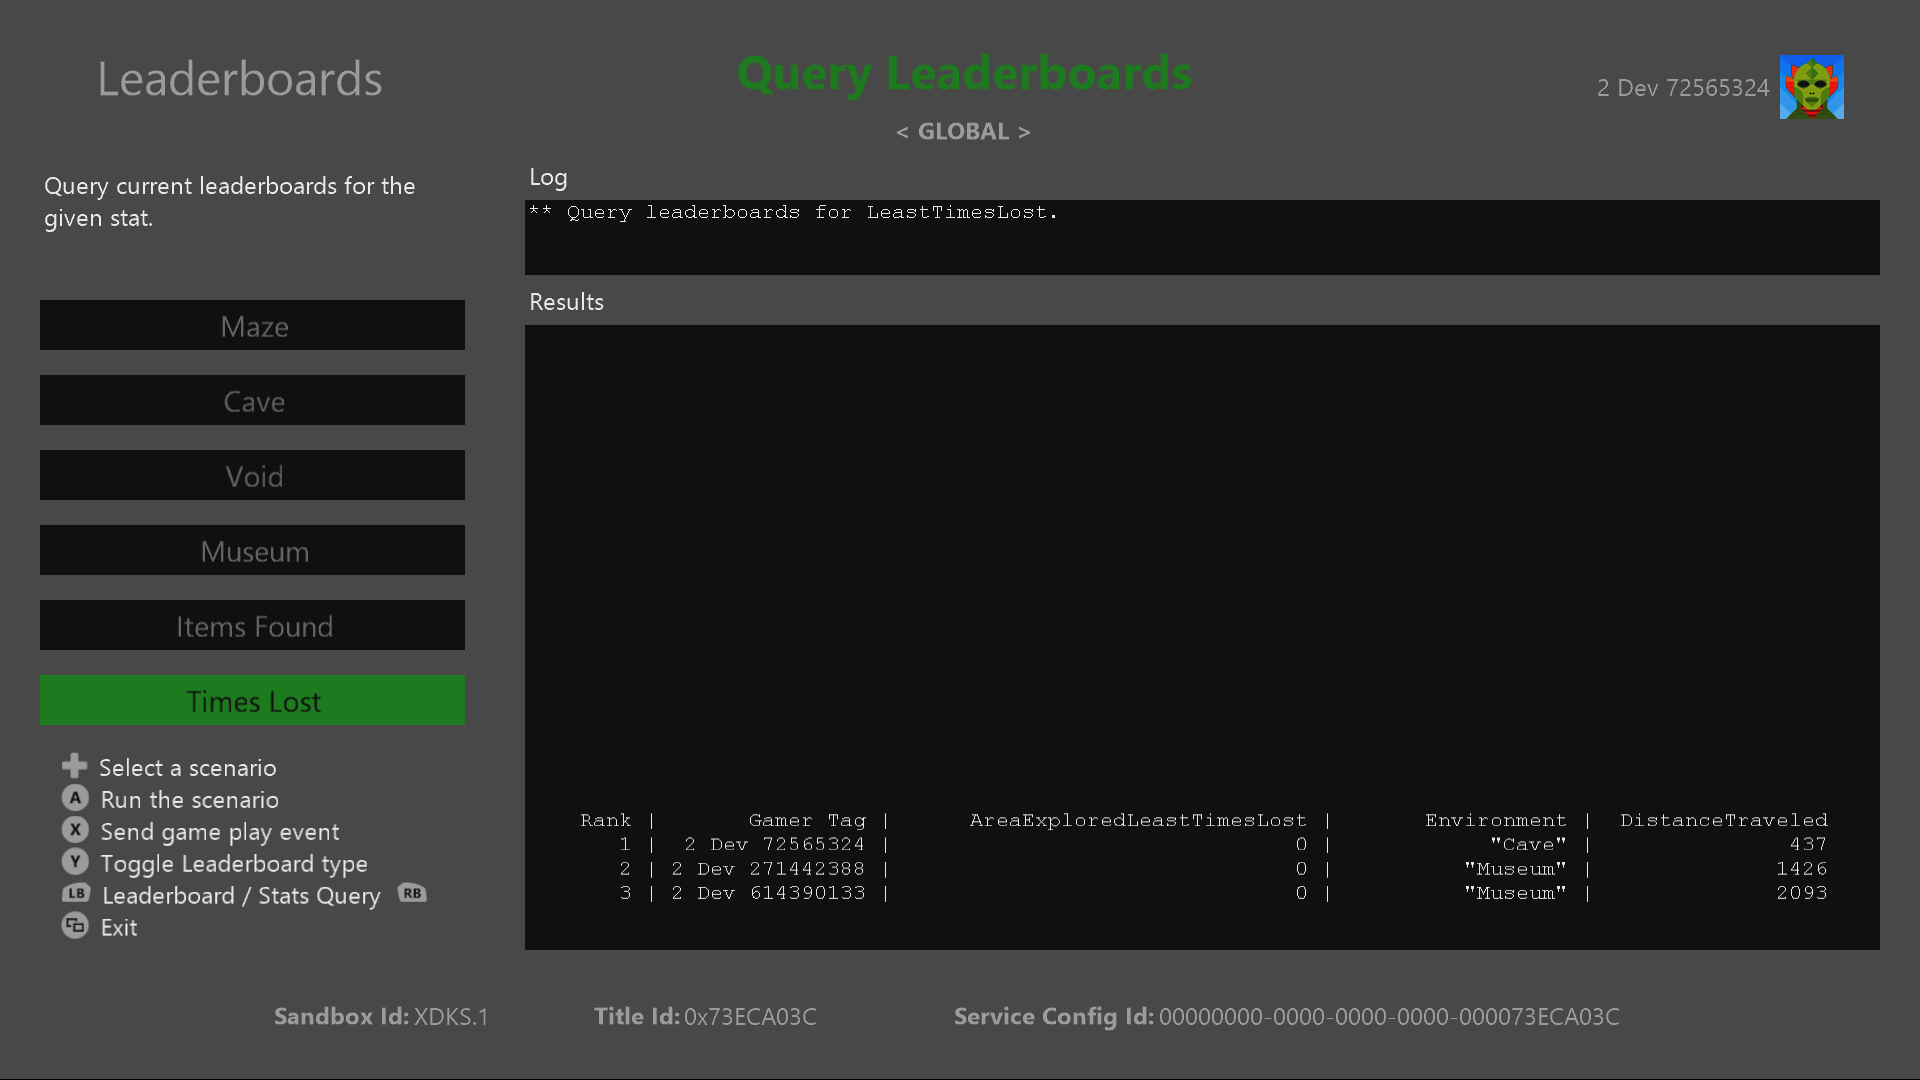 Leaderboards
Query Leaderboards
< GLOBAL >
2 Dev 72565324
Query current leaderboards for the
given stat.
Maze
Cave
Void
Museum
Items Found
Times Lost
Select a scenario
A Run the scenario
X Send game play event
Y Toggle Leaderboard type
LB Leaderboard / Stats Query RB
Exit
Log
** Query leaderboards for LeastTimesLost.
Results
Rank | Gamer Tag | AreaExploredLeastTimesLost | Environment | DistanceTraveled
1 | 2 Dev 72565324 | 0 | "Cave" | 437
2 | 2 Dev 271442388 | 0 | "Museum" | 1426
3 | 2 Dev 614390133 | 0 | "Museum" | 2093
Sandbox Id: XDKS.1 Title Id: 0x73ECA03C Service Config Id: 00000000-0000-0000-0000-000073ECA03C